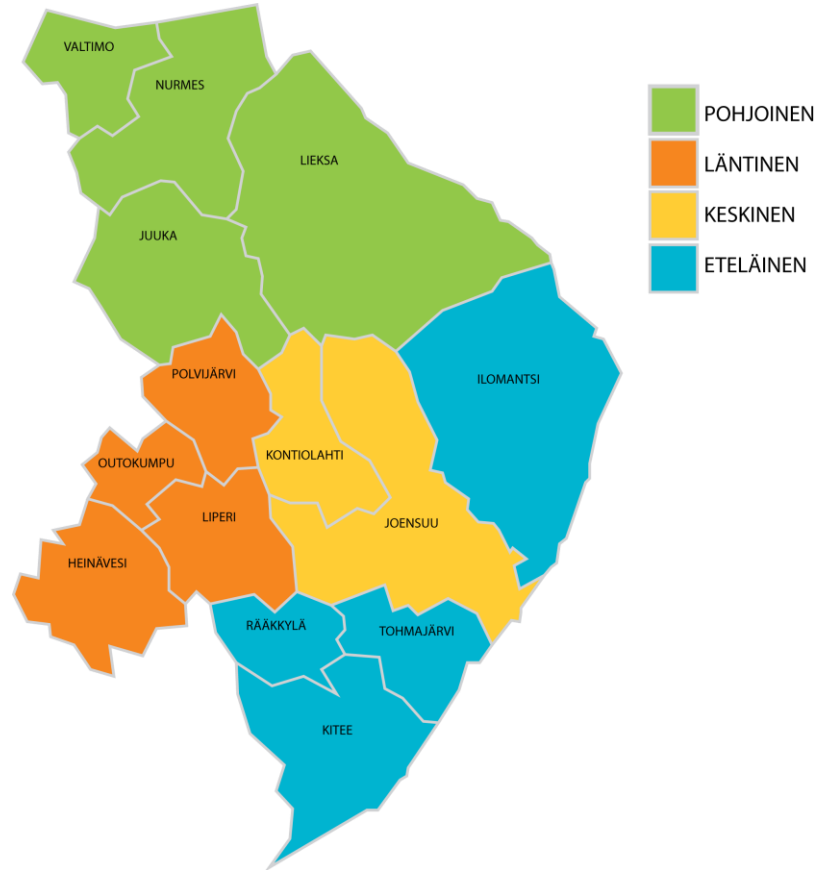 VALTIMO
NURMES
LIEKSA
JUUKA
POLVIJÄRVI
ILOMANTSI
KONTIOLAHTI
OUTOKUMPU
LIPERI
JOENSUU
HEINÄVESI
RÄÄKKYLÄ
TOHMAJÄRVI
KITEE
POHJOINEN
LÄNTINEN
KESKINEN
ETELÄINEN